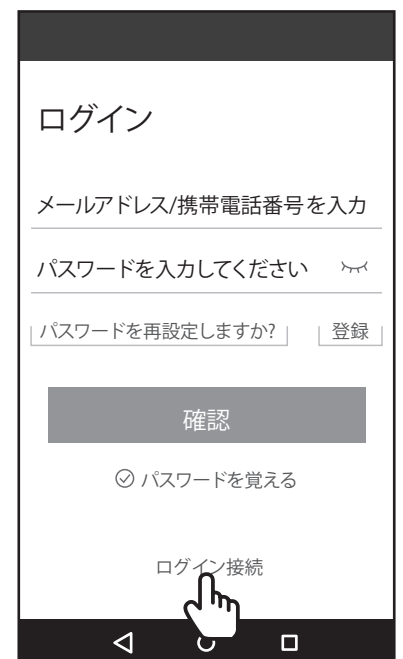 ログイン
メールアドレス/携帯電話番号を入力
パスワードを入力してください
パスワードを再設定しますか? 登録
確認
パスワードを覚える
ログイン接続